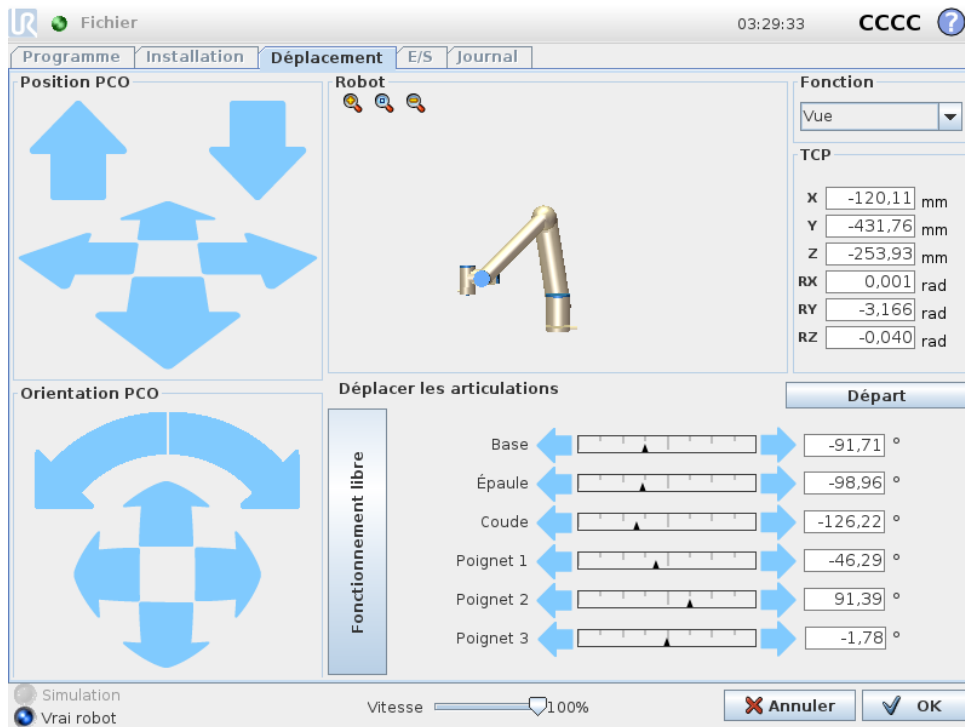 UR Fichier 03:29:33 CCCC ?
Programme Installation Déplacement E/S Journal
Position PCO
Robot
Fonction
Vue
TCP
X -120,11 mm
Y -431,76 mm
Z -253,93 mm
RX 0,001 rad
RY -3,166 rad
RZ -0,040 rad
Orientation PCO
Déplacer les articulations
Départ
Fonctionnement libre
Base -91,71 °
Épaule -98,96 °
Coude -126,22 °
Poignet 1 -46,29 °
Poignet 2 91,39 °
Poignet 3 -1,78 °
Simulation
Vrai robot
Vitesse 100%
Annuler
OK